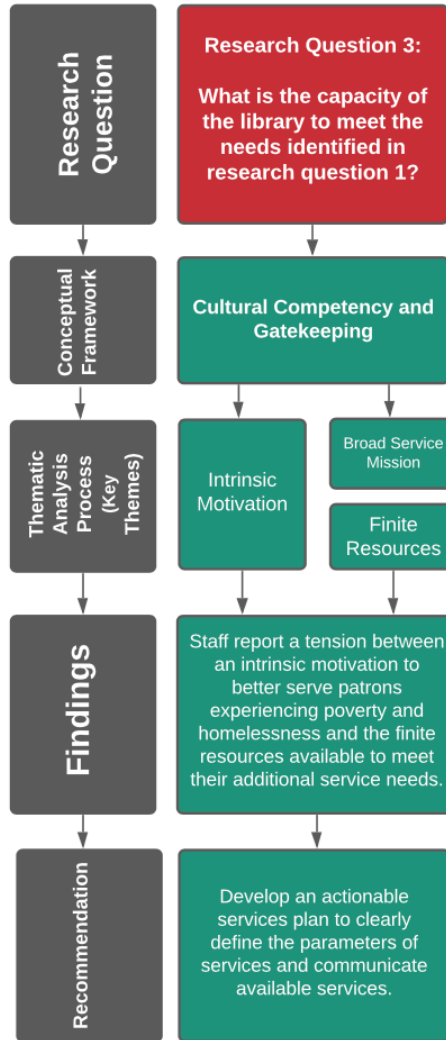 Research
Question
Research Question 3:
What is the capacity of
the library to meet the
needs identified in
research question 1?
Conceptual
Framework
Cultural Competency and
Gatekeeping
Thematic
Analysis
Process
(Key
Themes)
Intrinsic
Motivation
Broad Service
Mission
Finite
Resources
Findings
Staff report a tension between
an intrinsic motivation to
better serve patrons
experiencing poverty and
homelessness and the finite
resources available to meet
their additional service needs.
Recommendation
Develop an actionable
services plan to clearly
define the parameters of
services and communicate
available services.